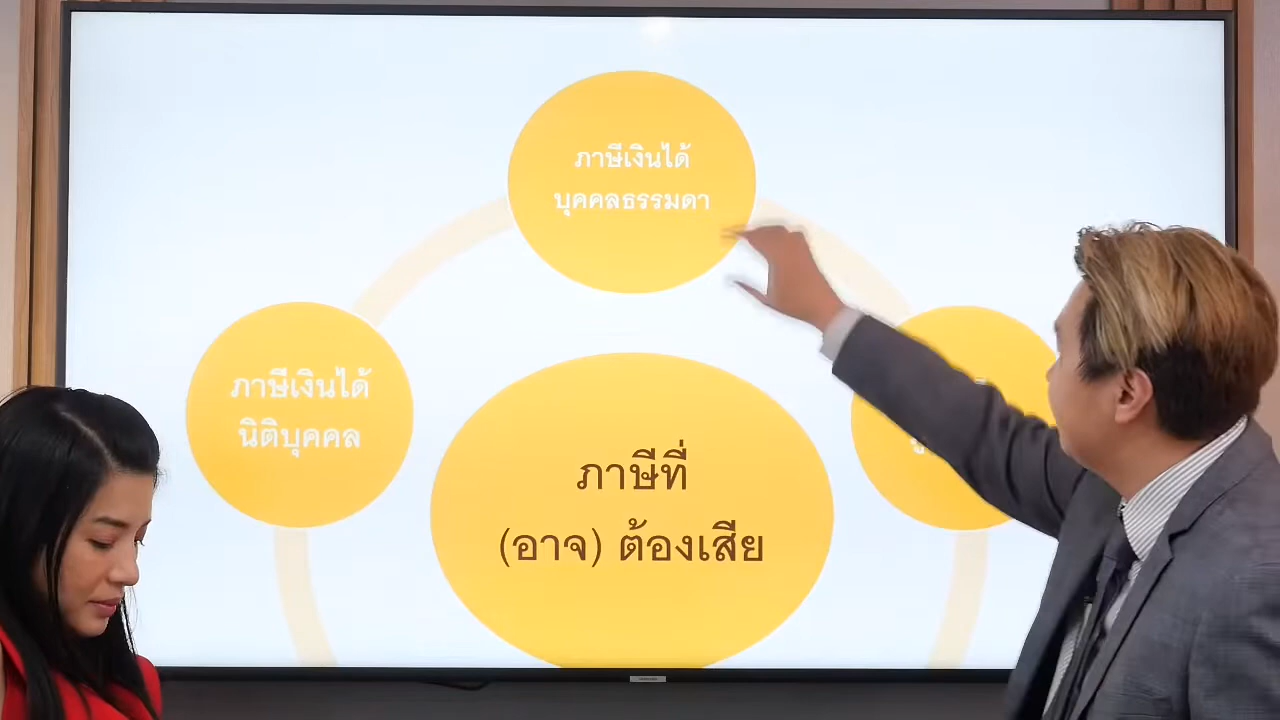 ภาษีเงินได้
บุคคลธรรมดา
ภาษีเงินได้
นิติบุคคล
ภาษีที่
(อาจ) ต้องเสีย